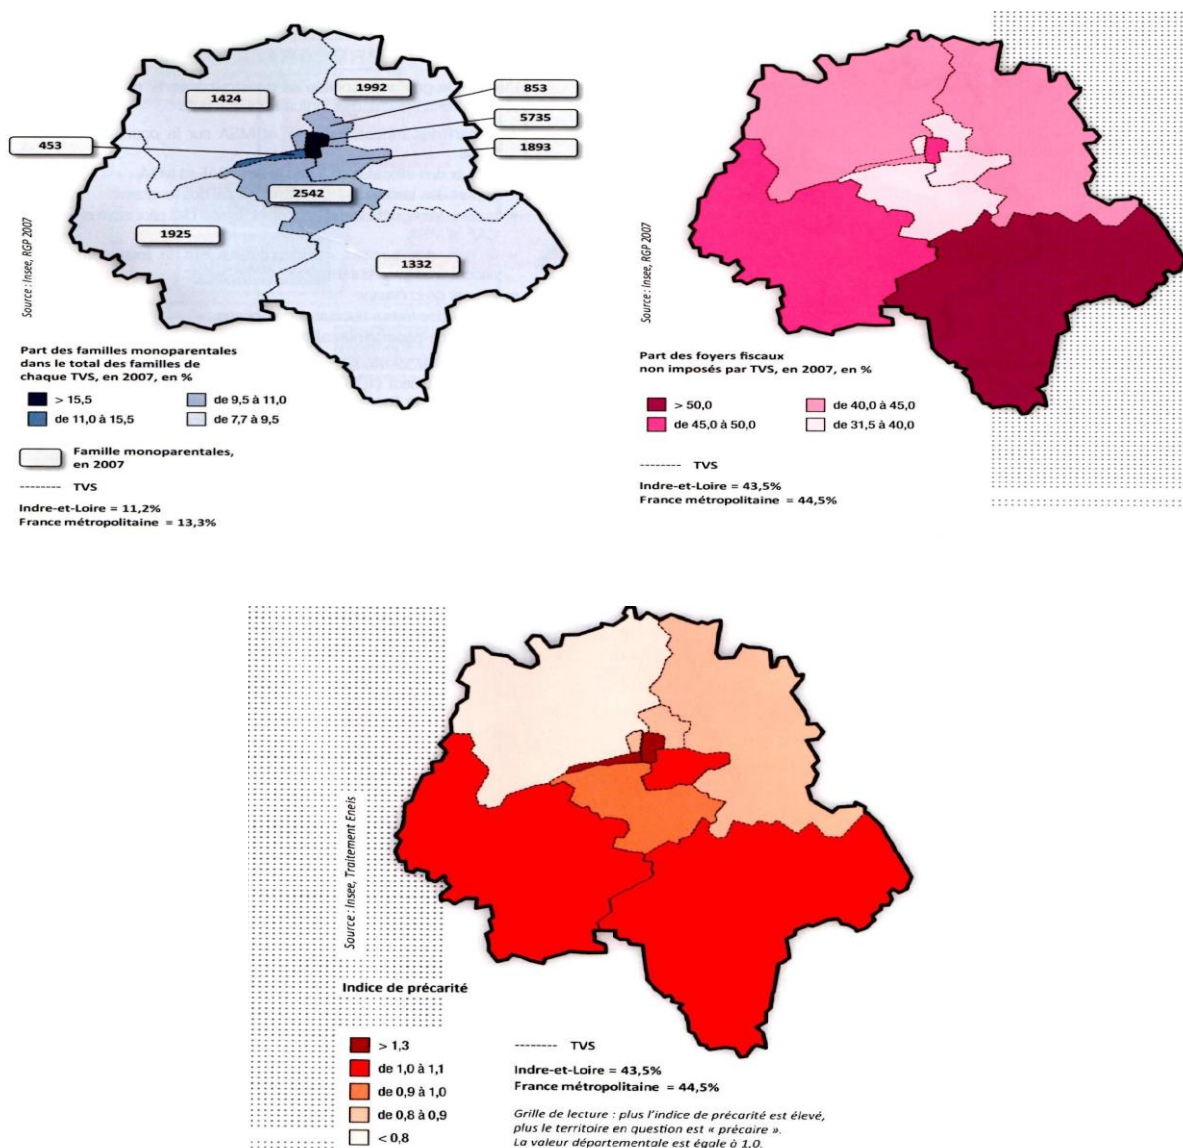 1424
1992
853
5735
1893
453
2542
1925
1332
Source : Insee, RGP 2007
Part des familles monoparentales
dans le total des familles de
chaque TVS, en 2007, en %
> 15,5
de 9,5 à 11,0
de 11,0 à 15,5
de 7,7 à 9,5
Famille monoparentales,
en 2007
TVS
Indre-et-Loire = 11,2%
France métropolitaine = 13,3%
Source : Insee, RGP 2007
Part des foyers fiscaux
non imposés par TVS, en 2007, en %
> 50,0
de 40,0 à 45,0
de 45,0 à 50,0
de 31,5 à 40,0
TVS
Indre-et-Loire = 43,5%
France métropolitaine = 44,5%
Source : Insee, Traitement Eneis
Indice de précarité
> 1,3
de 1,0 à 1,1
de 0,9 à 1,0
de 0,8 à 0,9
< 0,8
TVS
Indre-et-Loire = 43,5%
France métropolitaine = 44,5%
Grille de lecture : plus l'indice de précarité est élevé,
plus le territoire en question est « précaire ».
La valeur départementale est égale à 1,0.